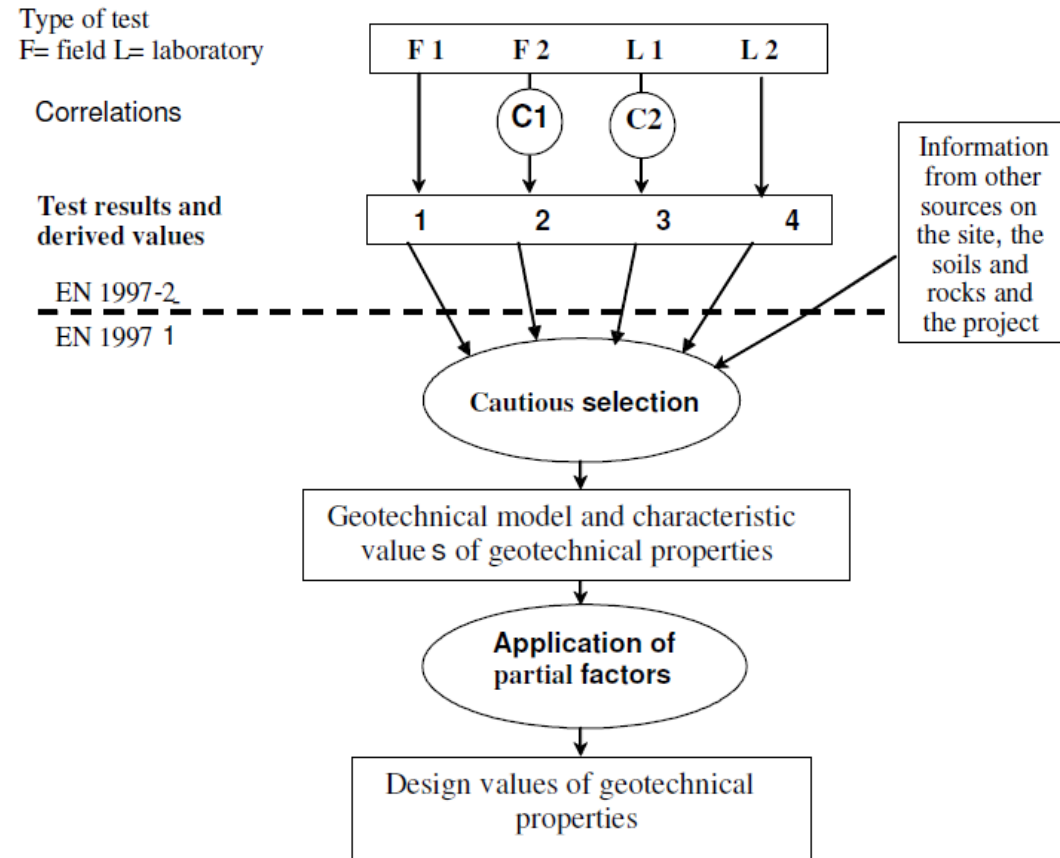 Type of test
F= field L= laboratory
F 1 F 2 L 1 L 2
Correlations
C1 C2
Information
from other
sources on
the site, the
soils and
rocks and
the project
Test results and
derived values
1 2 3 4
EN 1997-2
EN 1997 1
Cautious selection
Geotechnical model and characteristic
value s of geotechnical properties
Application of
partial factors
Design values of geotechnical
properties